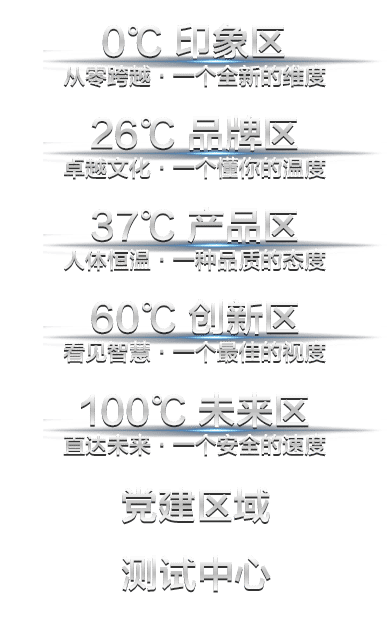 0℃ 印象区
从零跨越 · 一个全新的维度
26℃ 品牌区
卓越文化 · 一个懂你的温度
37℃ 产品区
人体恒温 · 一种品质的态度
60℃ 创新区
看见智慧 · 一个最佳的视度
100℃ 未来区
直达未来 · 一个安全的速度
党建区域
测试中心